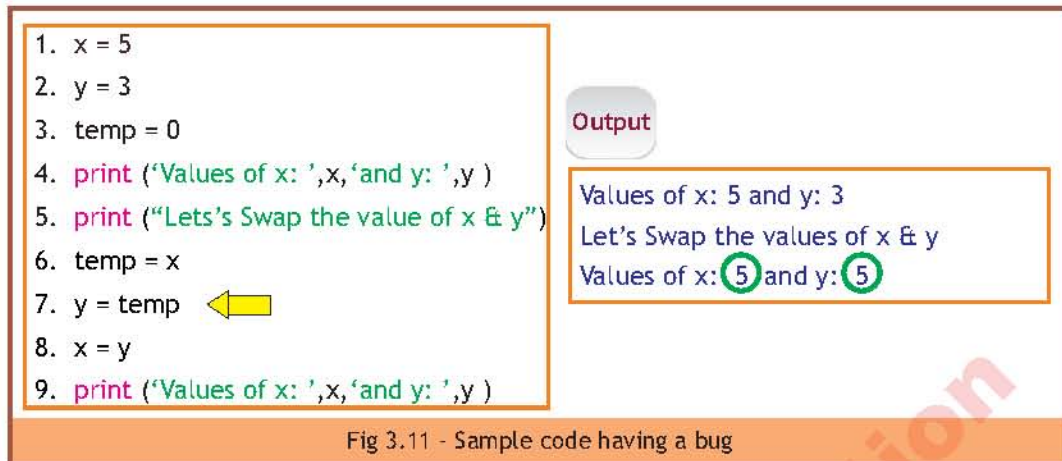 1. x = 5
2. y = 3
3. temp = 0
4. print (‘Values of x: ’,x,‘and y: ’,y )
5. print (“Lets’s Swap the value of x & y”)
6. temp = x
7. y = temp
8. x = y
9. print (‘Values of x: ’,x,‘and y: ’,y )
Output
Values of x: 5 and y: 3
Let’s Swap the values of x & y
Values of x: 5 and y: 5
Fig 3.11 - Sample code having a bug